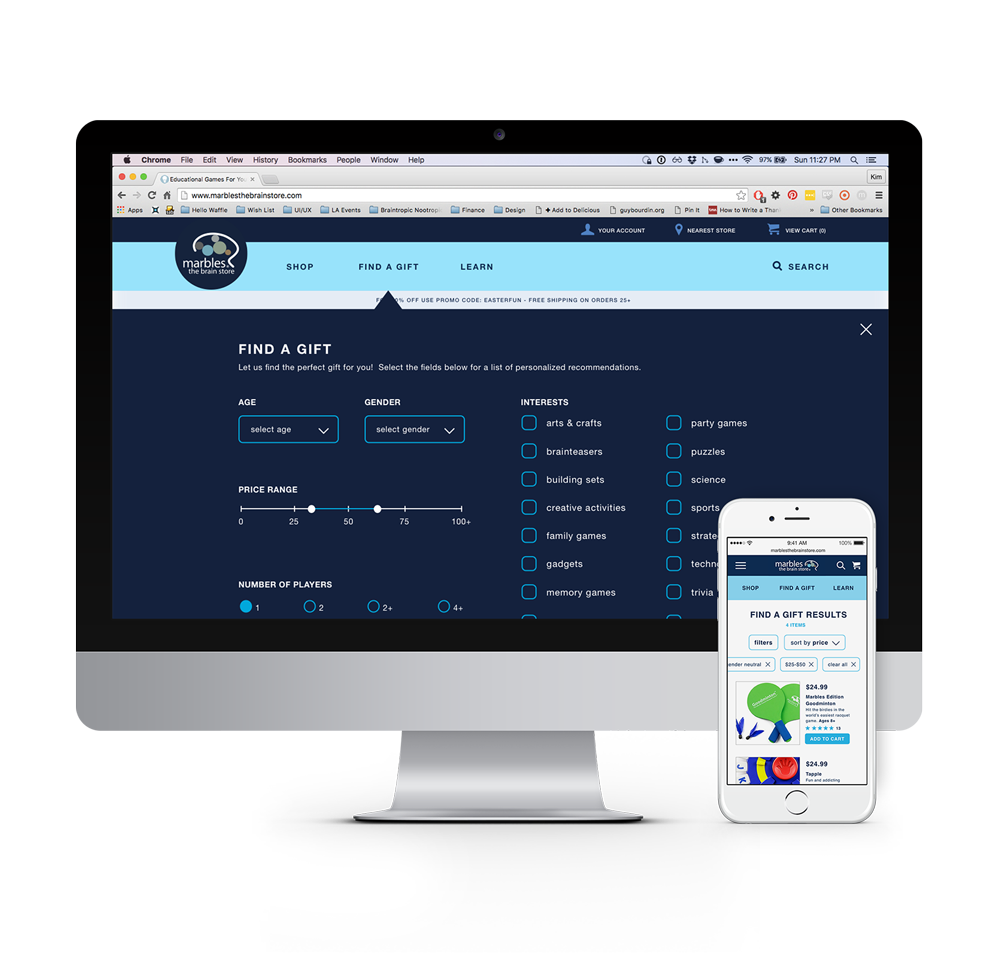 Chrome File Edit View History Bookmarks People Window Help
97% Sun 11:27 PM
Educational Games For Yo
Kim
www.marblesthebrainstore.com
Apps Hello Waffle Wish List UI/UX LA Events Braintropic Nootrop Finance Design + Add to Delicious guybourdin.org Pin It How to Write a Than » Other Bookmarks
YOUR ACCOUNT NEAREST STORE VIEW CART (0)
marbles
the brain store
SHOP FIND A GIFT LEARN SEARCH
0% OFF USE PROMO CODE: EASTERFUN - FREE SHIPPING ON ORDERS 25+
FIND A GIFT
Let us find the perfect gift for you! Select the fields below for a list of personalized recommendations.
AGE GENDER
select age select gender
PRICE RANGE
0 25 50 75 100+
NUMBER OF PLAYERS
1 2 2+ 4+
INTERESTS
arts & crafts
brainteasers
building sets
creative activities
family games
gadgets
memory games
party games
puzzles
science
sports
strate
techn
trivia
9:41 AM 100%
marblesthebrainstore.com
marbles
the brain store
SHOP FIND A GIFT LEARN
FIND A GIFT RESULTS
4 ITEMS
filters sort by price
ender neutral X $25-$50 X clear all X
$24.99
Marbles Edition
Goodminton
Hit the birdies in the
world's easiest racquet
game. Ages 6+
13
ADD TO CART
$24.99
Tapple
Fun and addicting